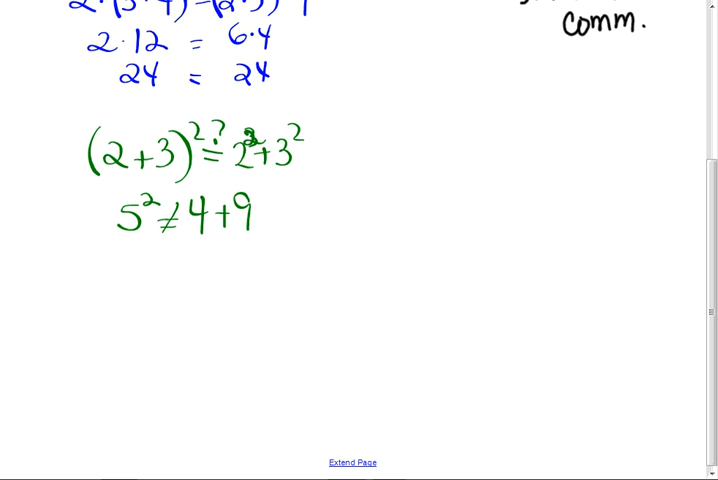 Comm.
2·12 = 6·4
24 = 24
(2+3)² ≟ 2²+3²
5² ≠ 4+9
Extend Page